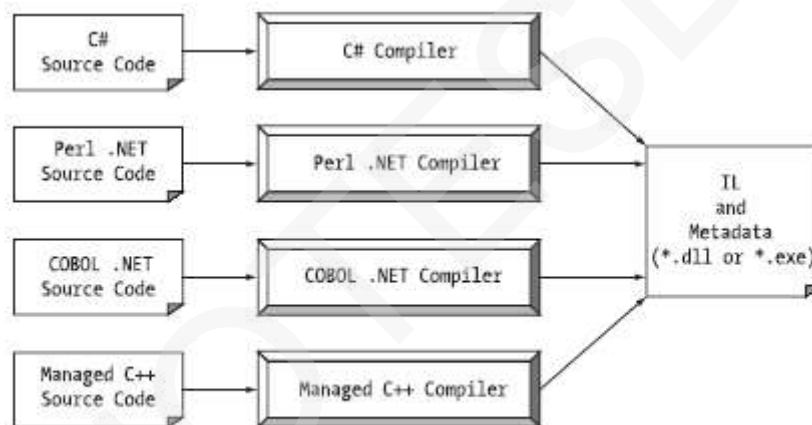 C#
Source Code
C# Compiler
Perl .NET
Source Code
Perl .NET Compiler
COBOL .NET
Source Code
COBOL .NET Compiler
Managed C++
Source Code
Managed C++ Compiler
IL
and
Metadata
(*.dll or *.exe)